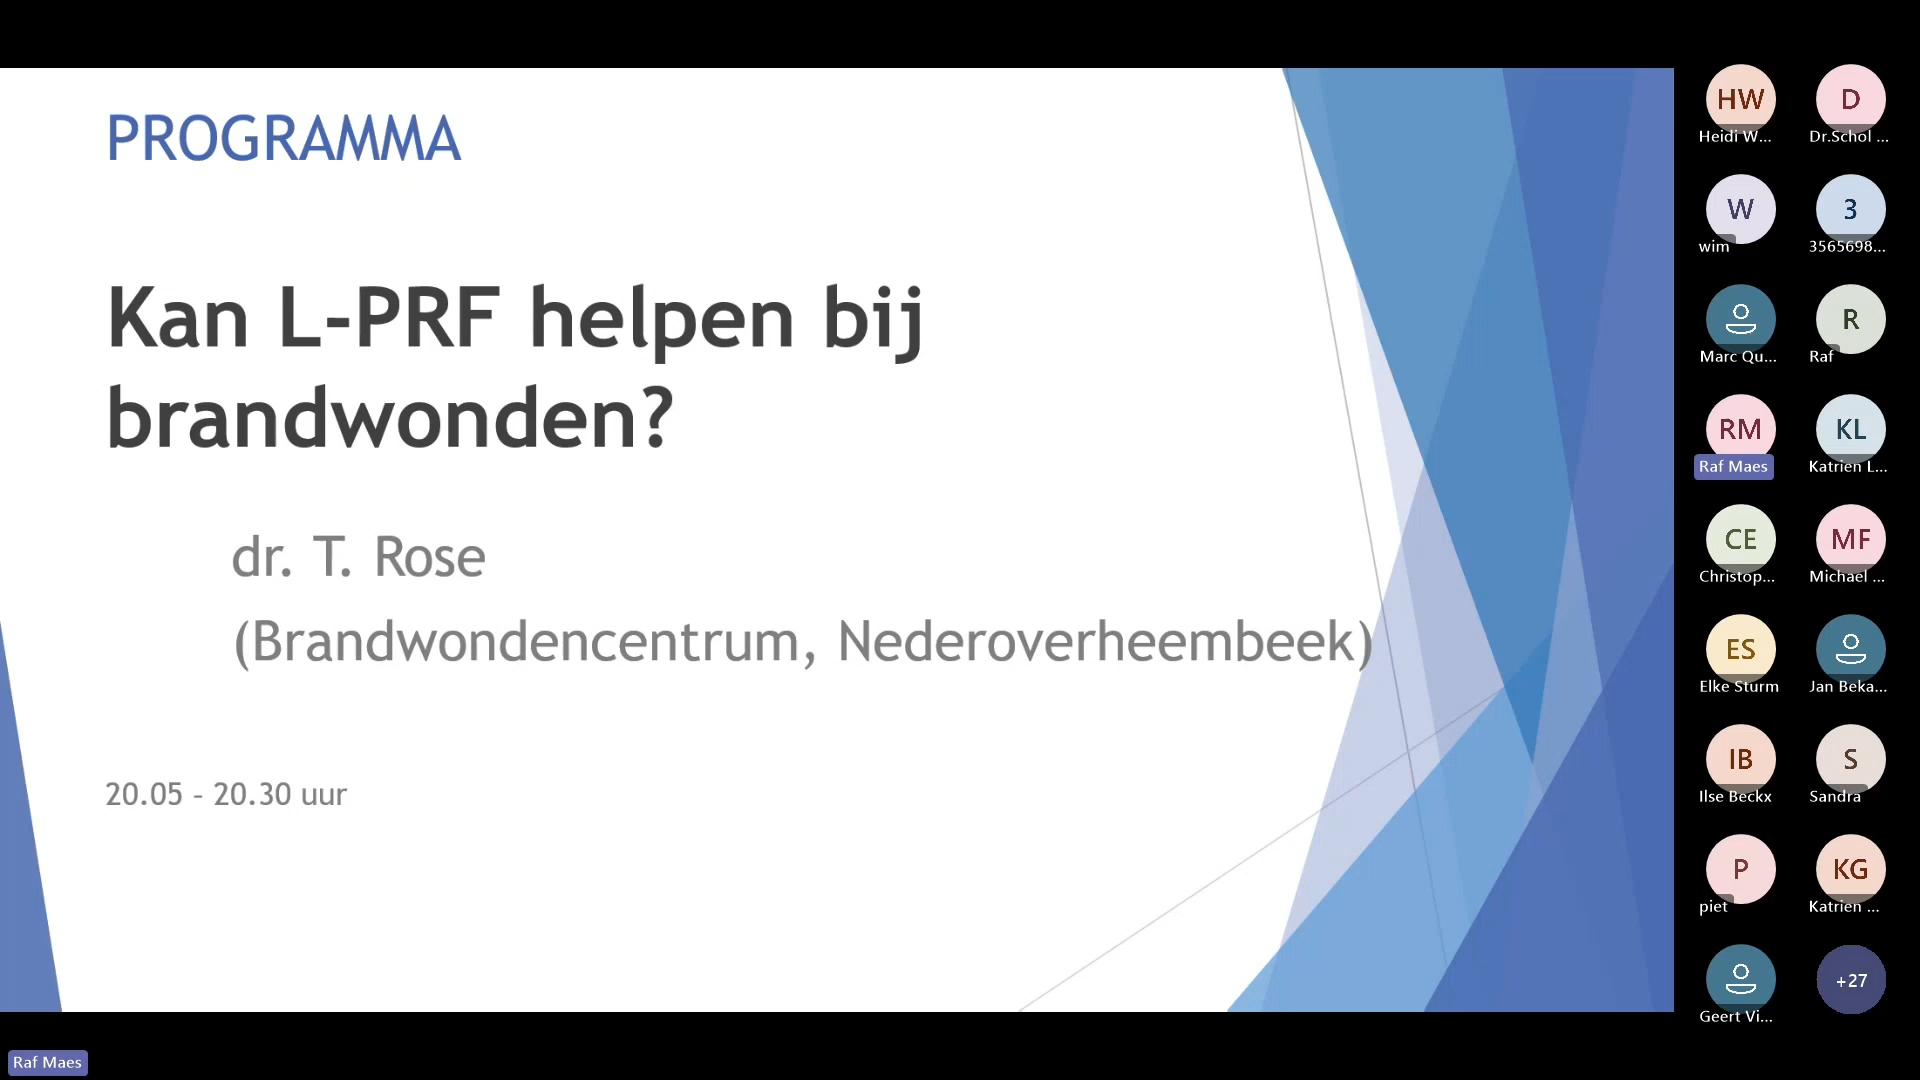 PROGRAMMA
Kan L-PRF helpen bij
brandwonden?
dr. T. Rose
(Brandwondencentrum, Nederoverheembeek)
20.05 - 20.30 uur
HW
Heidi W...
D
Dr.Schol ...
W
wim
3
3565698...
Marc Qu...
R
Raf
RM
Raf Maes
KL
Katrien L...
CE
Christop...
MF
Michael ...
ES
Elke Sturm
Jan Beka...
IB
Ilse Beckx
S
Sandra
P
piet
KG
Katrien ...
Geert Vi...
+27
Raf Maes